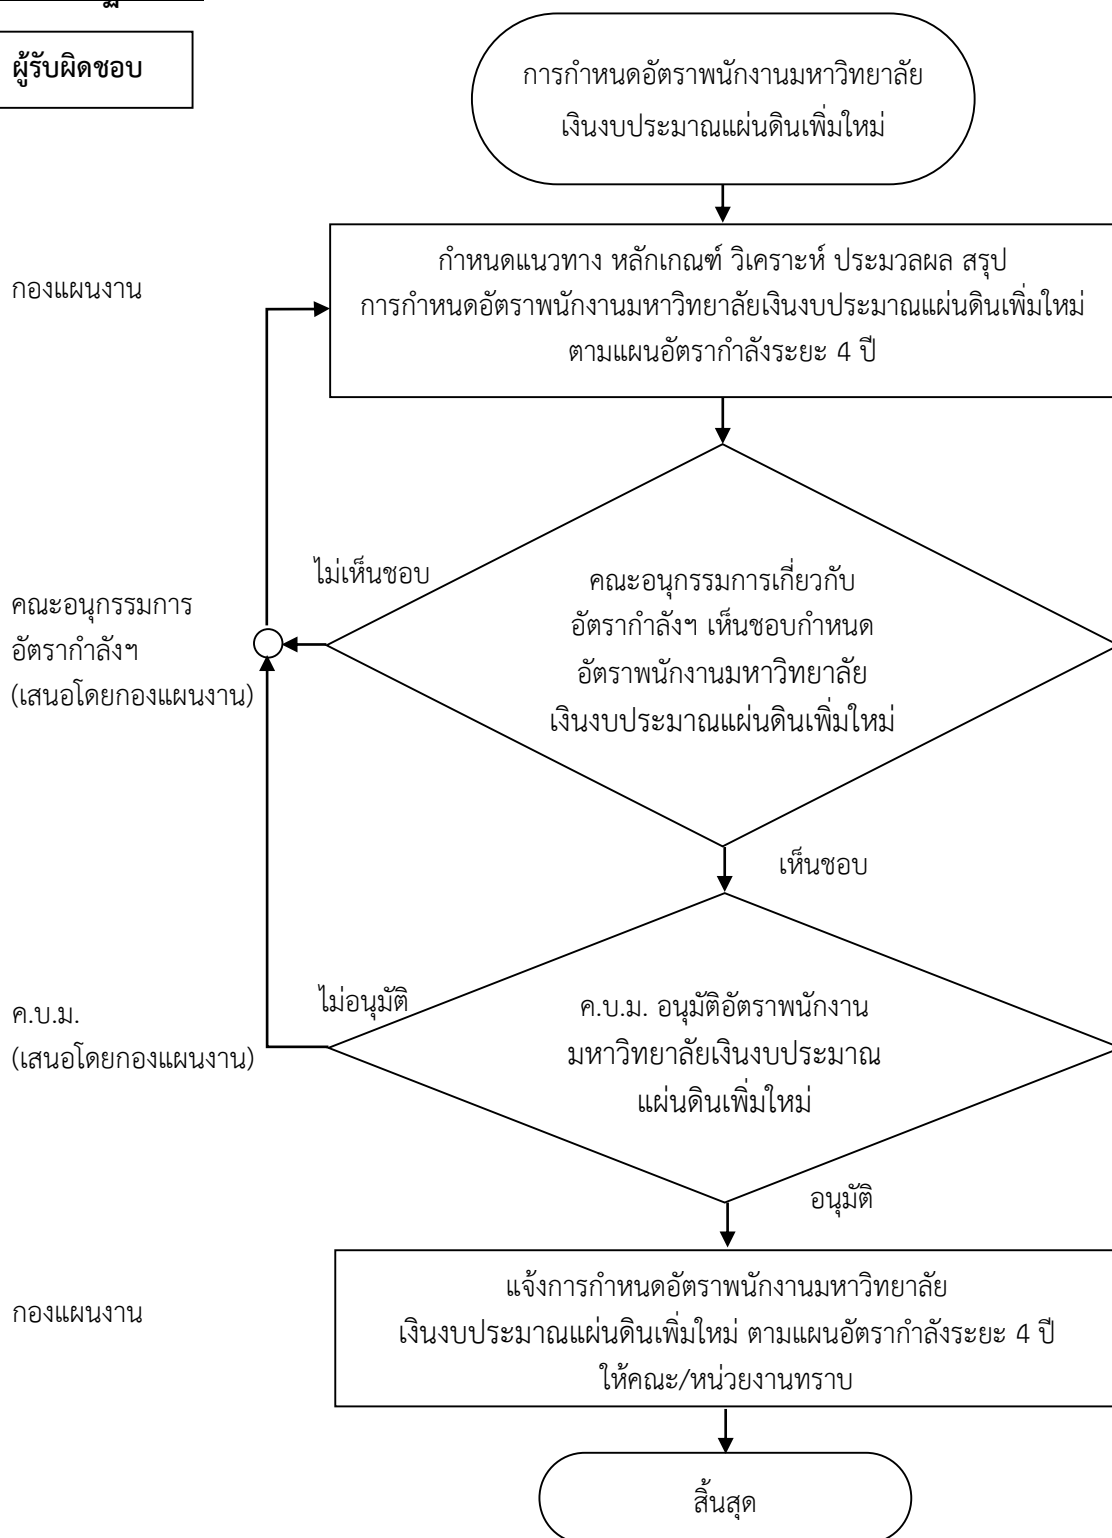 ผู้รับผิดชอบ
การกำหนดอัตราพนักงานมหาวิทยาลัย
เงินงบประมาณแผ่นดินเพิ่มใหม่
กองแผนงาน
กำหนดแนวทาง หลักเกณฑ์ วิเคราะห์ ประมวลผล สรุป
การกำหนดอัตราพนักงานมหาวิทยาลัยเงินงบประมาณแผ่นดินเพิ่มใหม่
ตามแผนอัตรากำลังระยะ 4 ปี
ไม่เห็นชอบ
คณะอนุกรรมการ
อัตรากำลังฯ
(เสนอโดยกองแผนงาน)
คณะอนุกรรมการเกี่ยวกับ
อัตรากำลังฯ เห็นชอบกำหนด
อัตราพนักงานมหาวิทยาลัย
เงินงบประมาณแผ่นดินเพิ่มใหม่
เห็นชอบ
ไม่อนุมัติ
ค.บ.ม.
(เสนอโดยกองแผนงาน)
ค.บ.ม. อนุมัติอัตราพนักงาน
มหาวิทยาลัยเงินงบประมาณ
แผ่นดินเพิ่มใหม่
อนุมัติ
กองแผนงาน
แจ้งการกำหนดอัตราพนักงานมหาวิทยาลัย
เงินงบประมาณแผ่นดินเพิ่มใหม่ ตามแผนอัตรากำลังระยะ 4 ปี
ให้คณะ/หน่วยงานทราบ
สิ้นสุด